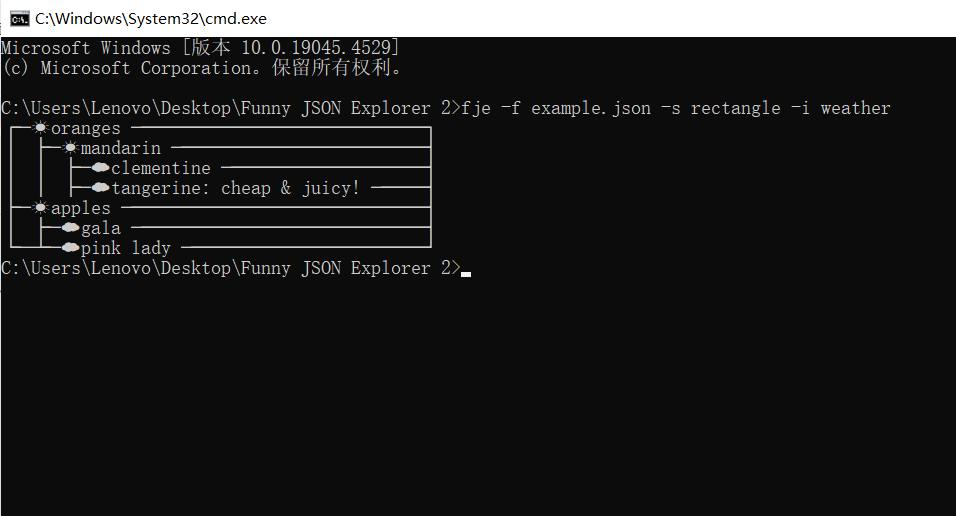 C:\Windows\System32\cmd.exe
Microsoft Windows [版本 10.0.19045.4529]
(c) Microsoft Corporation。保留所有权利。
C:\Users\Lenovo\Desktop\Funny JSON Explorer 2>fje -f example.json -s rectangle -i weather
oranges
mandarin
clementine
tangerine: cheap & juicy!
apples
gala
pink lady
C:\Users\Lenovo\Desktop\Funny JSON Explorer 2>